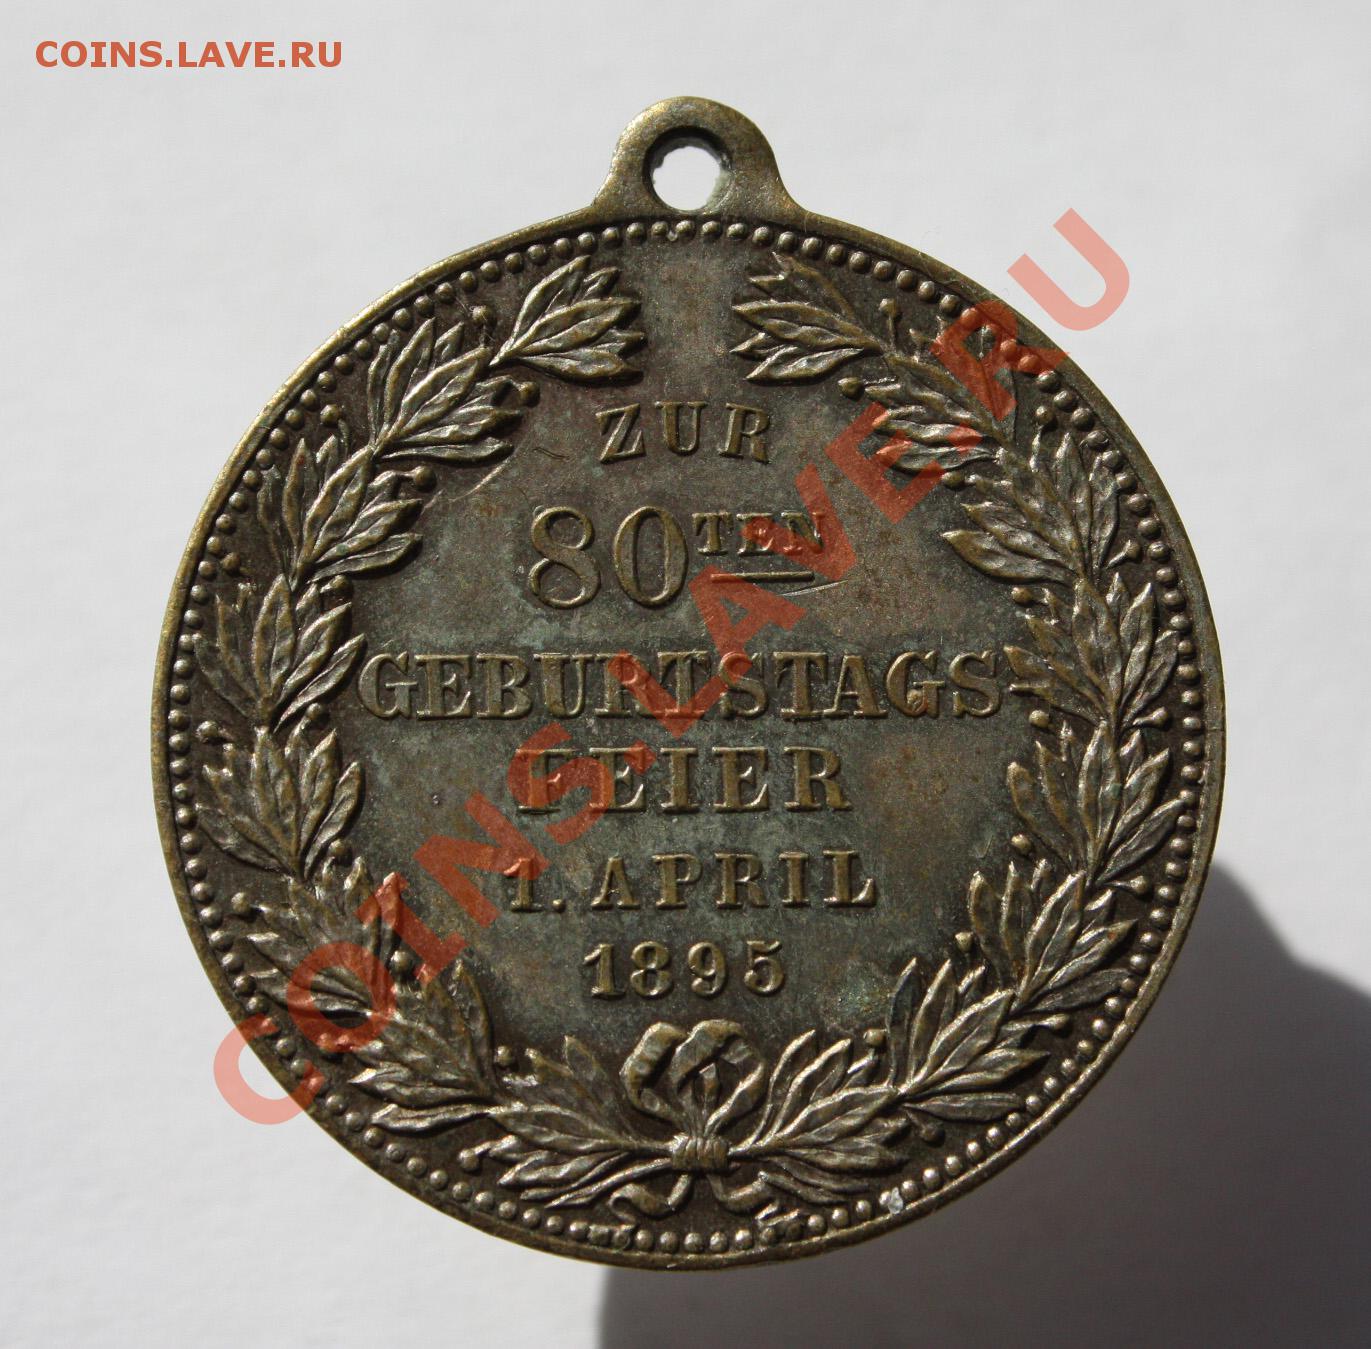 COINS.LAVE.RU
ZUR
80TEN
GEBURTSTAGS-
FEIER
1. APRIL
1895
COINS.LAVE.RU